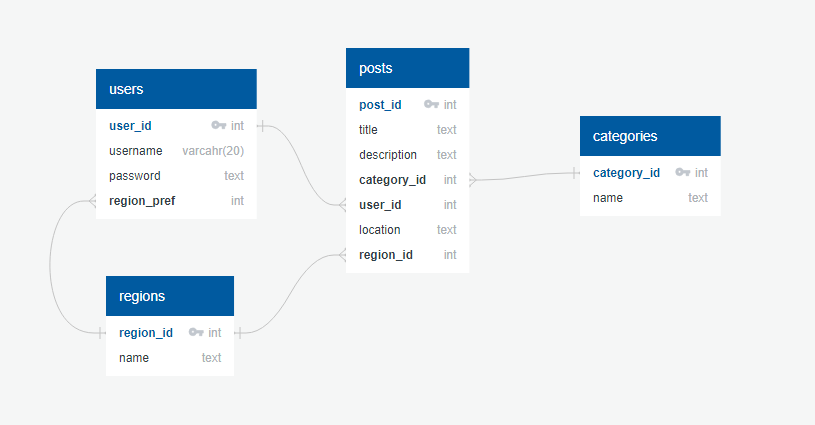 users
user_id int
username varcahr(20)
password text
region_pref int
posts
post_id int
title text
description text
category_id int
user_id int
location text
region_id int
categories
category_id int
name text
regions
region_id int
name text